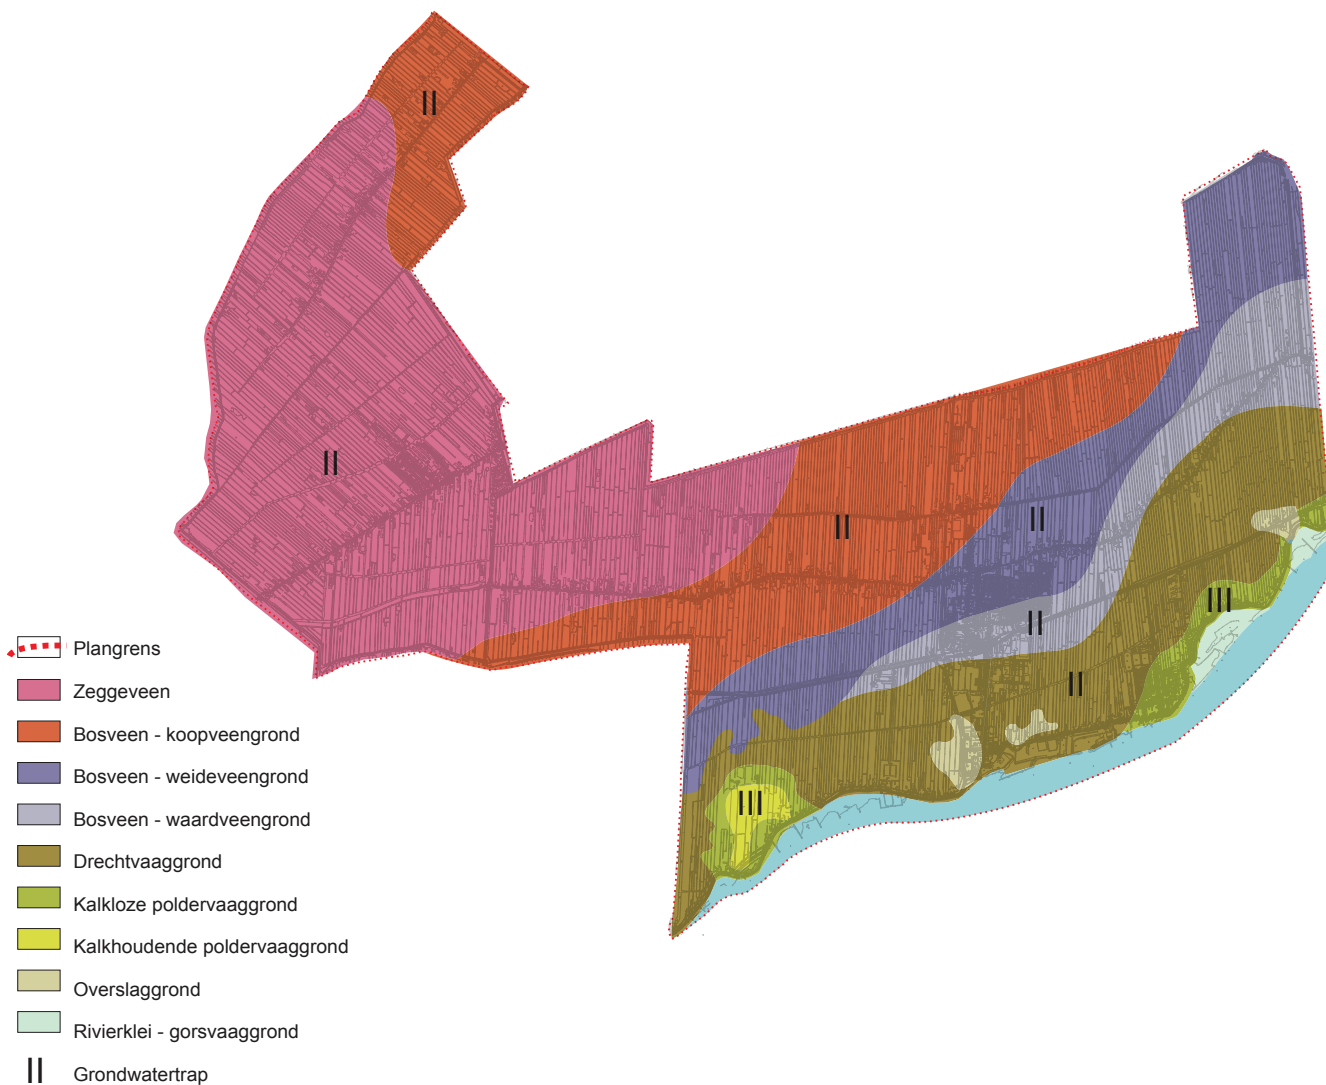 II
II
II
II
III
II
II
III
Plangrens
Zeggeveen
Bosveen - koopveengrond
Bosveen - weideveengrond
Bosveen - waardveengrond
Drechtvaaggrond
Kalkloze poldervaaggrond
Kalkhoudende poldervaaggrond
Overslaggrond
Rivierklei - gorsvaaggrond
II Grondwatertrap